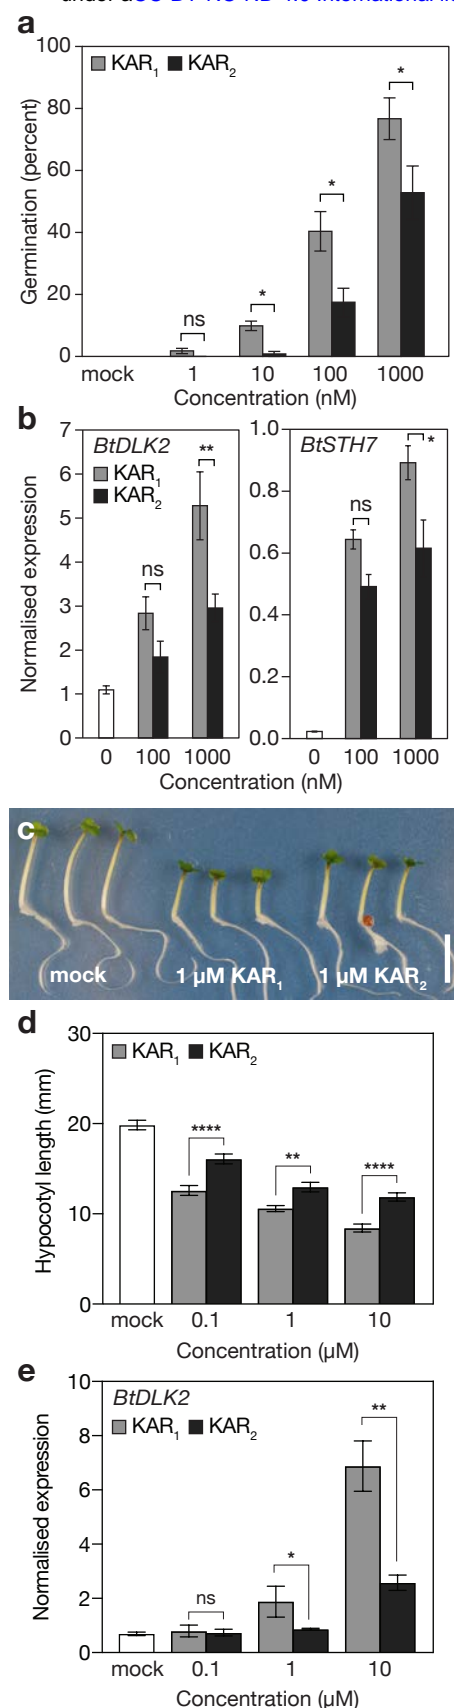 under aCC-BY-NC-ND 4.0 International li
a
100
80
60
40
20
0
Germination (percent)
KAR1 KAR2
ns
*
*
*
mock 1 10 100 1000
Concentration (nM)
b
7
6
5
4
3
2
1
0
Normalised expression
BtDLK2
KAR1
KAR2
ns
**
0 100 1000
1.0
0.8
0.6
0.4
0.2
0.0
BtSTH7
ns
*
0 100 1000
Concentration (nM)
c
mock 1 µM KAR1 1 µM KAR2
d
30
20
10
0
Hypocotyl length (mm)
KAR1 KAR2
****
**
****
mock 0.1 1 10
Concentration (µM)
e
10
8
6
4
2
0
Normalised expression
BtDLK2
KAR1 KAR2
ns
*
**
mock 0.1 1 10
Concentration (µM)